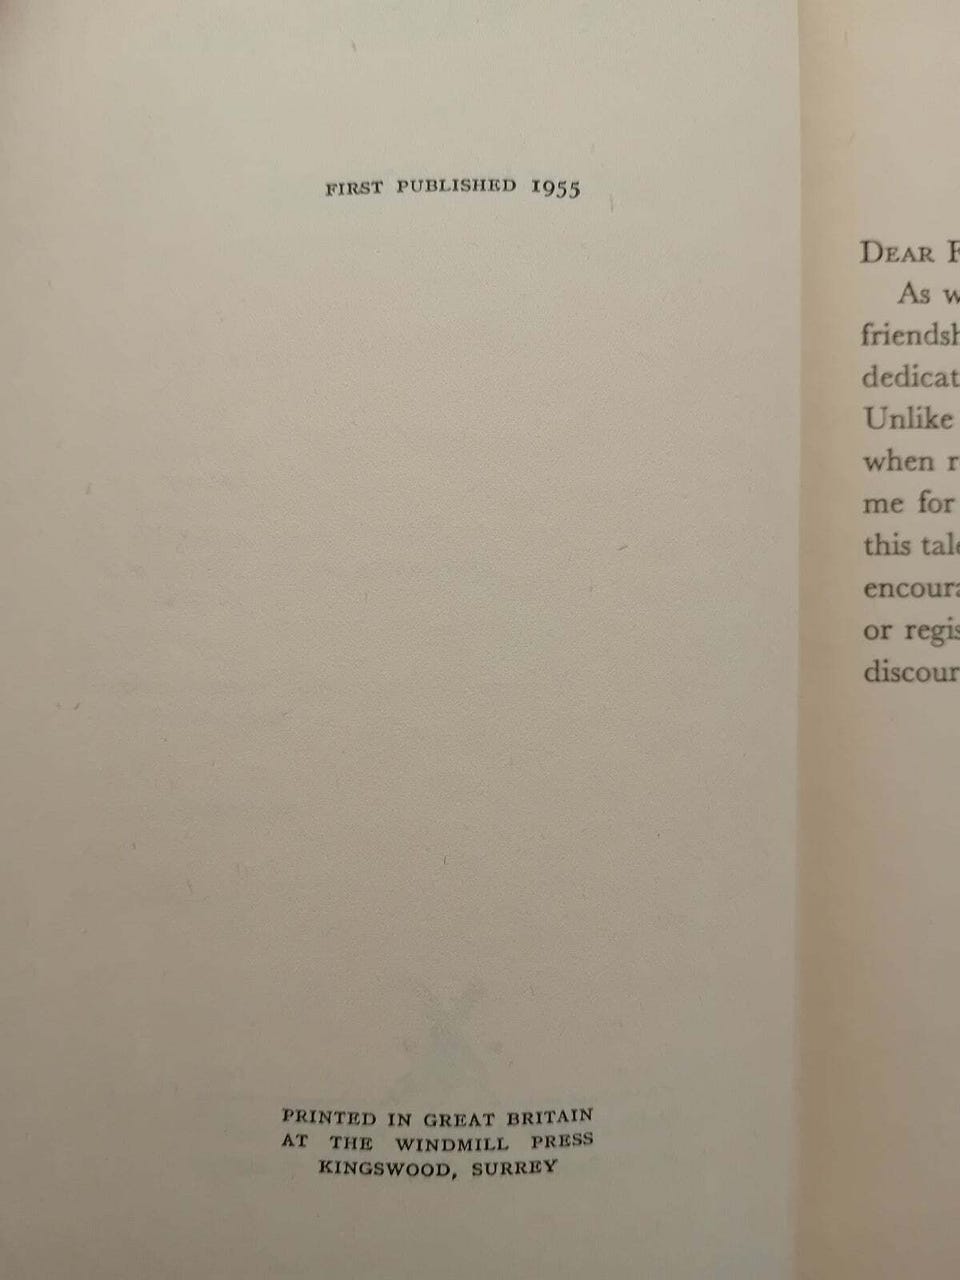 FIRST PUBLISHED 1955
PRINTED IN GREAT BRITAIN
AT THE WINDMILL PRESS
KINGSWOOD, SURREY
DEAR
As
friends
dedicat
Unlike
when r
me for
this tal
encour
or regis
discour